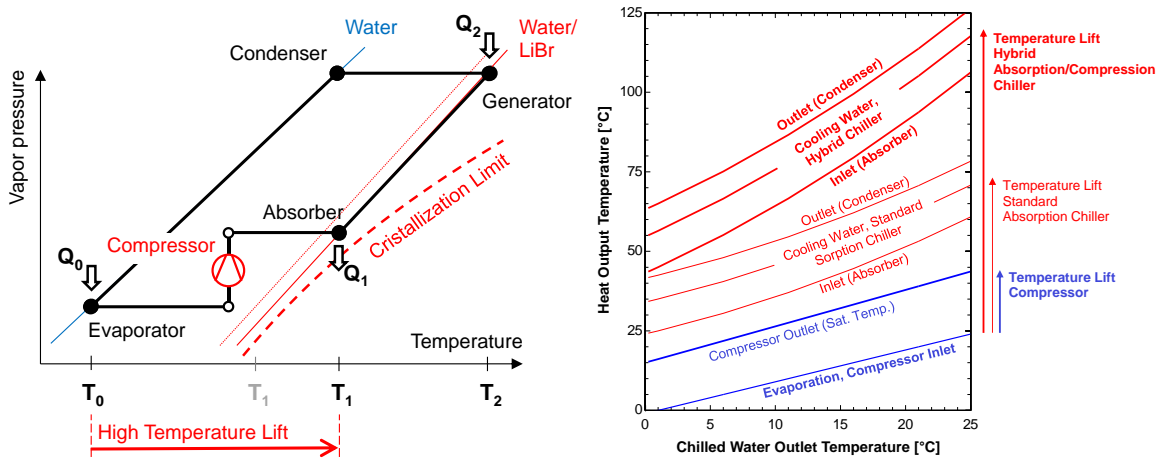 Vapor pressure
Water
Condenser
Q2
Water/
LiBr
Generator
Absorber
Cristallization Limit
Compressor
Q0
Q1
Evaporator
Temperature
T0
T1
T1
T2
High Temperature Lift
Heat Output Temperature [°C]
125
100
75
50
25
0
0
5
10
15
20
25
Chilled Water Outlet Temperature [°C]
Outlet (Condenser)
Cooling Water,
Hybrid Chiller
Inlet (Absorber)
Outlet (Condenser)
Cooling Water, Standard
Sorption Chiller
Inlet (Absorber)
Compressor Outlet (Sat. Temp.)
Evaporation, Compressor Inlet
Temperature Lift
Hybrid
Absorption/Compression
Chiller
Temperature Lift
Standard
Absorption Chiller
Temperature Lift
Compressor